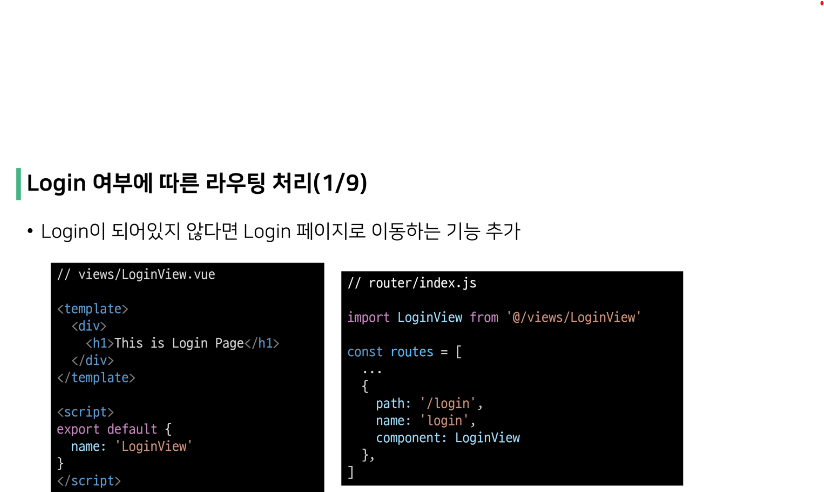 Login 여부에 따른 라우팅 처리(1/9)
• Login이 되어있지 않다면 Login 페이지로 이동하는 기능 추가
// views/LoginView.vue
<template>
  <div>
    <h1>This is Login Page</h1>
  </div>
</template>
<script>
export default {
  name: 'LoginView'
}
</script>
// router/index.js
import LoginView from '@/views/LoginView'
const routes = [
  ...
  {
    path: '/login',
    name: 'login',
    component: LoginView
  },
]